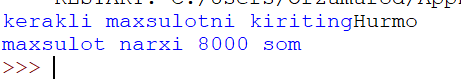 kerakli maxsulotni kiritingHurmo
maxsulot narxi 8000 som
>>>